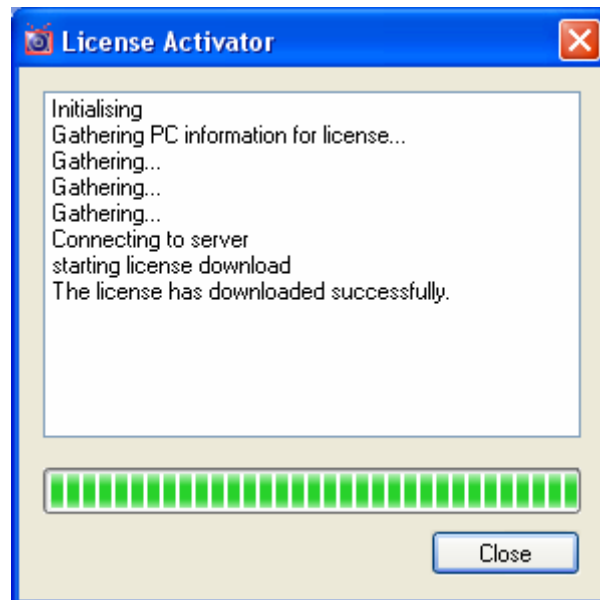 License Activator
Initialising
Gathering PC information for license...
Gathering...
Gathering...
Gathering...
Connecting to server
starting license download
The license has downloaded successfully.
Close